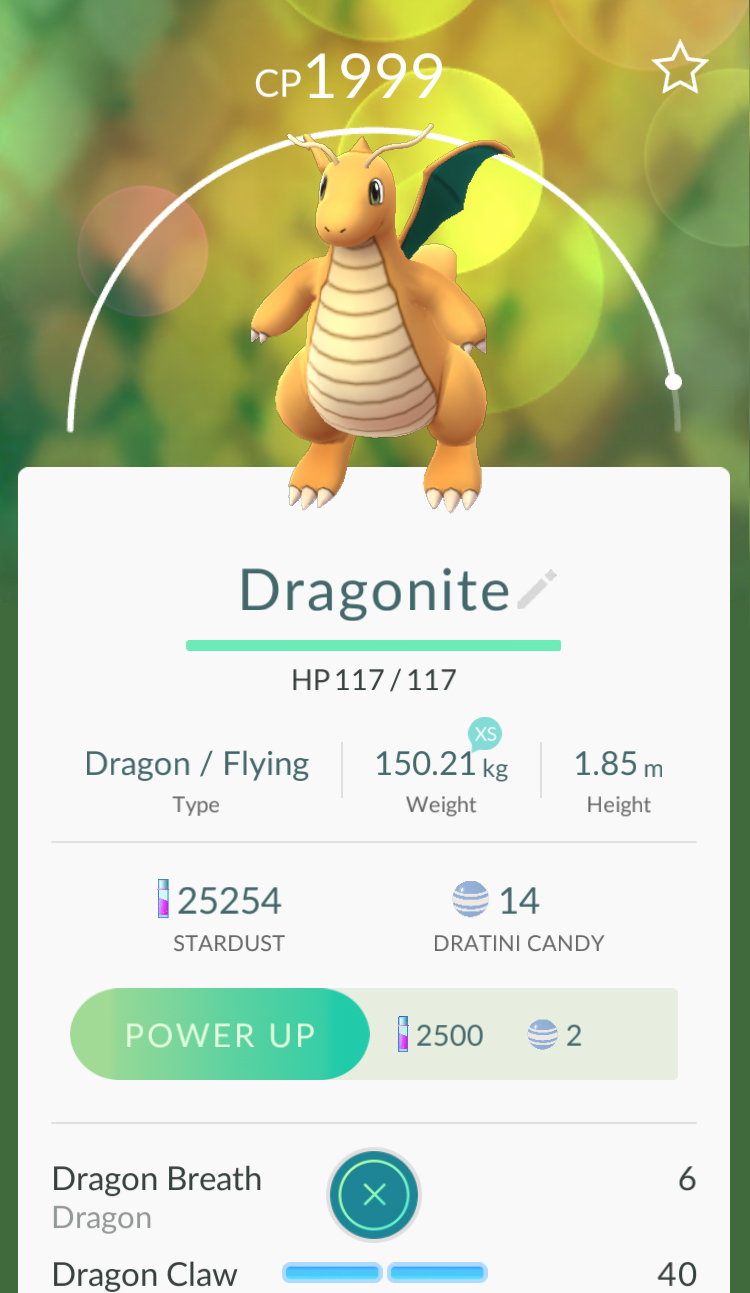 CP1999
Dragonite
HP 117 / 117
XS
Dragon / Flying 150.21 kg 1.85 m
Type Weight Height
25254 14
STARDUST DRATINI CANDY
POWER UP 2500 2
Dragon Breath 6
Dragon
Dragon Claw 40